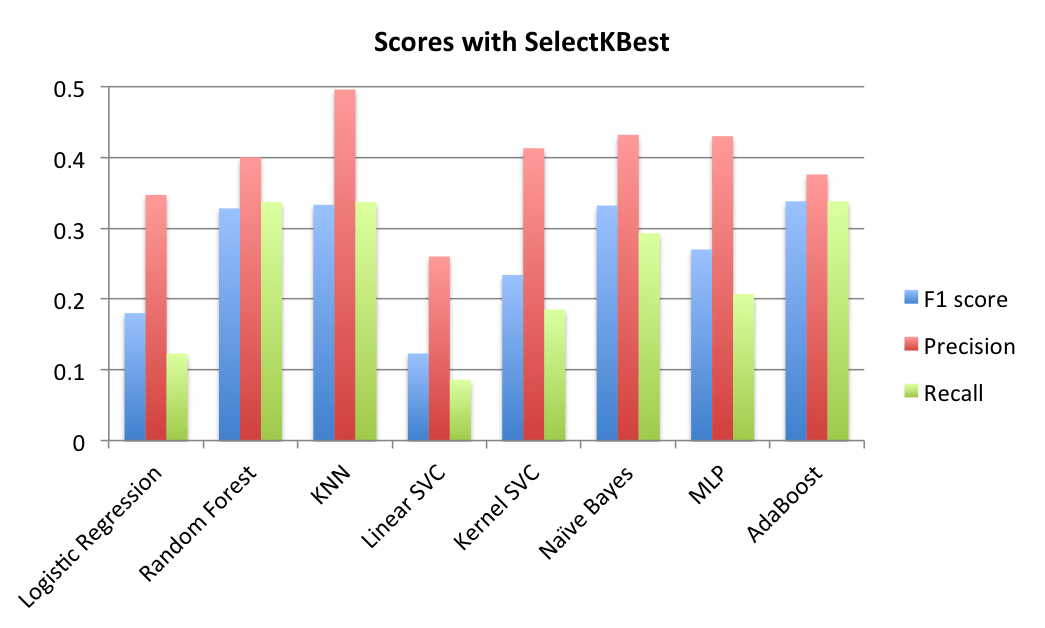 Scores with SelectKBest
0.5
0.4
0.3
0.2
0.1
0
Logistic Regression
Random Forest
KNN
Linear SVC
Kernel SVC
Naïve Bayes
MLP
AdaBoost
F1 score
Precision
Recall